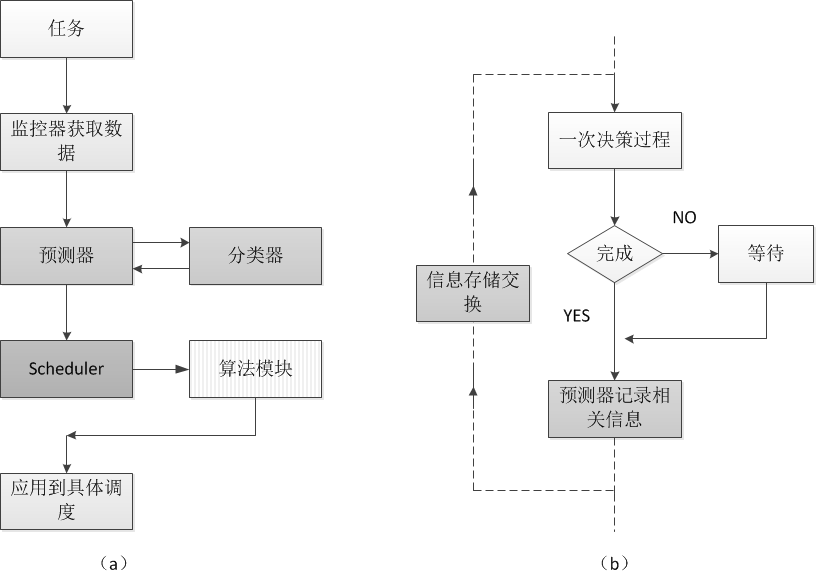 任务
监控器获取数
据
预测器
分类器
Scheduler
算法模块
应用到具体调
度
（a）
一次决策过程
完成
NO
等待
YES
信息存储交
换
预测器记录相
关信息
（b）